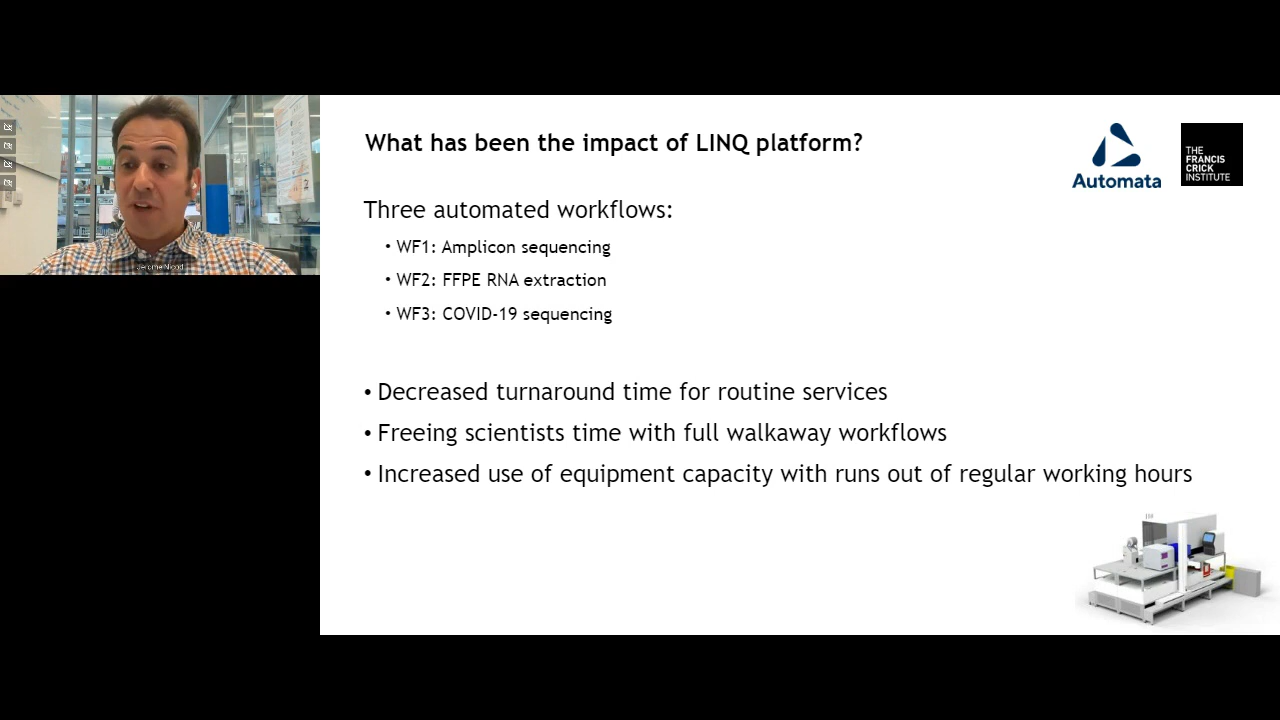 What has been the impact of LINQ platform?
Automata
THE
FRANCIS
CRICK
INSTITUTE
Three automated workflows:
• WF1: Amplicon sequencing
• WF2: FFPE RNA extraction
• WF3: COVID-19 sequencing
• Decreased turnaround time for routine services
• Freeing scientists time with full walkaway workflows
• Increased use of equipment capacity with runs out of regular working hours
Jerome Nicod